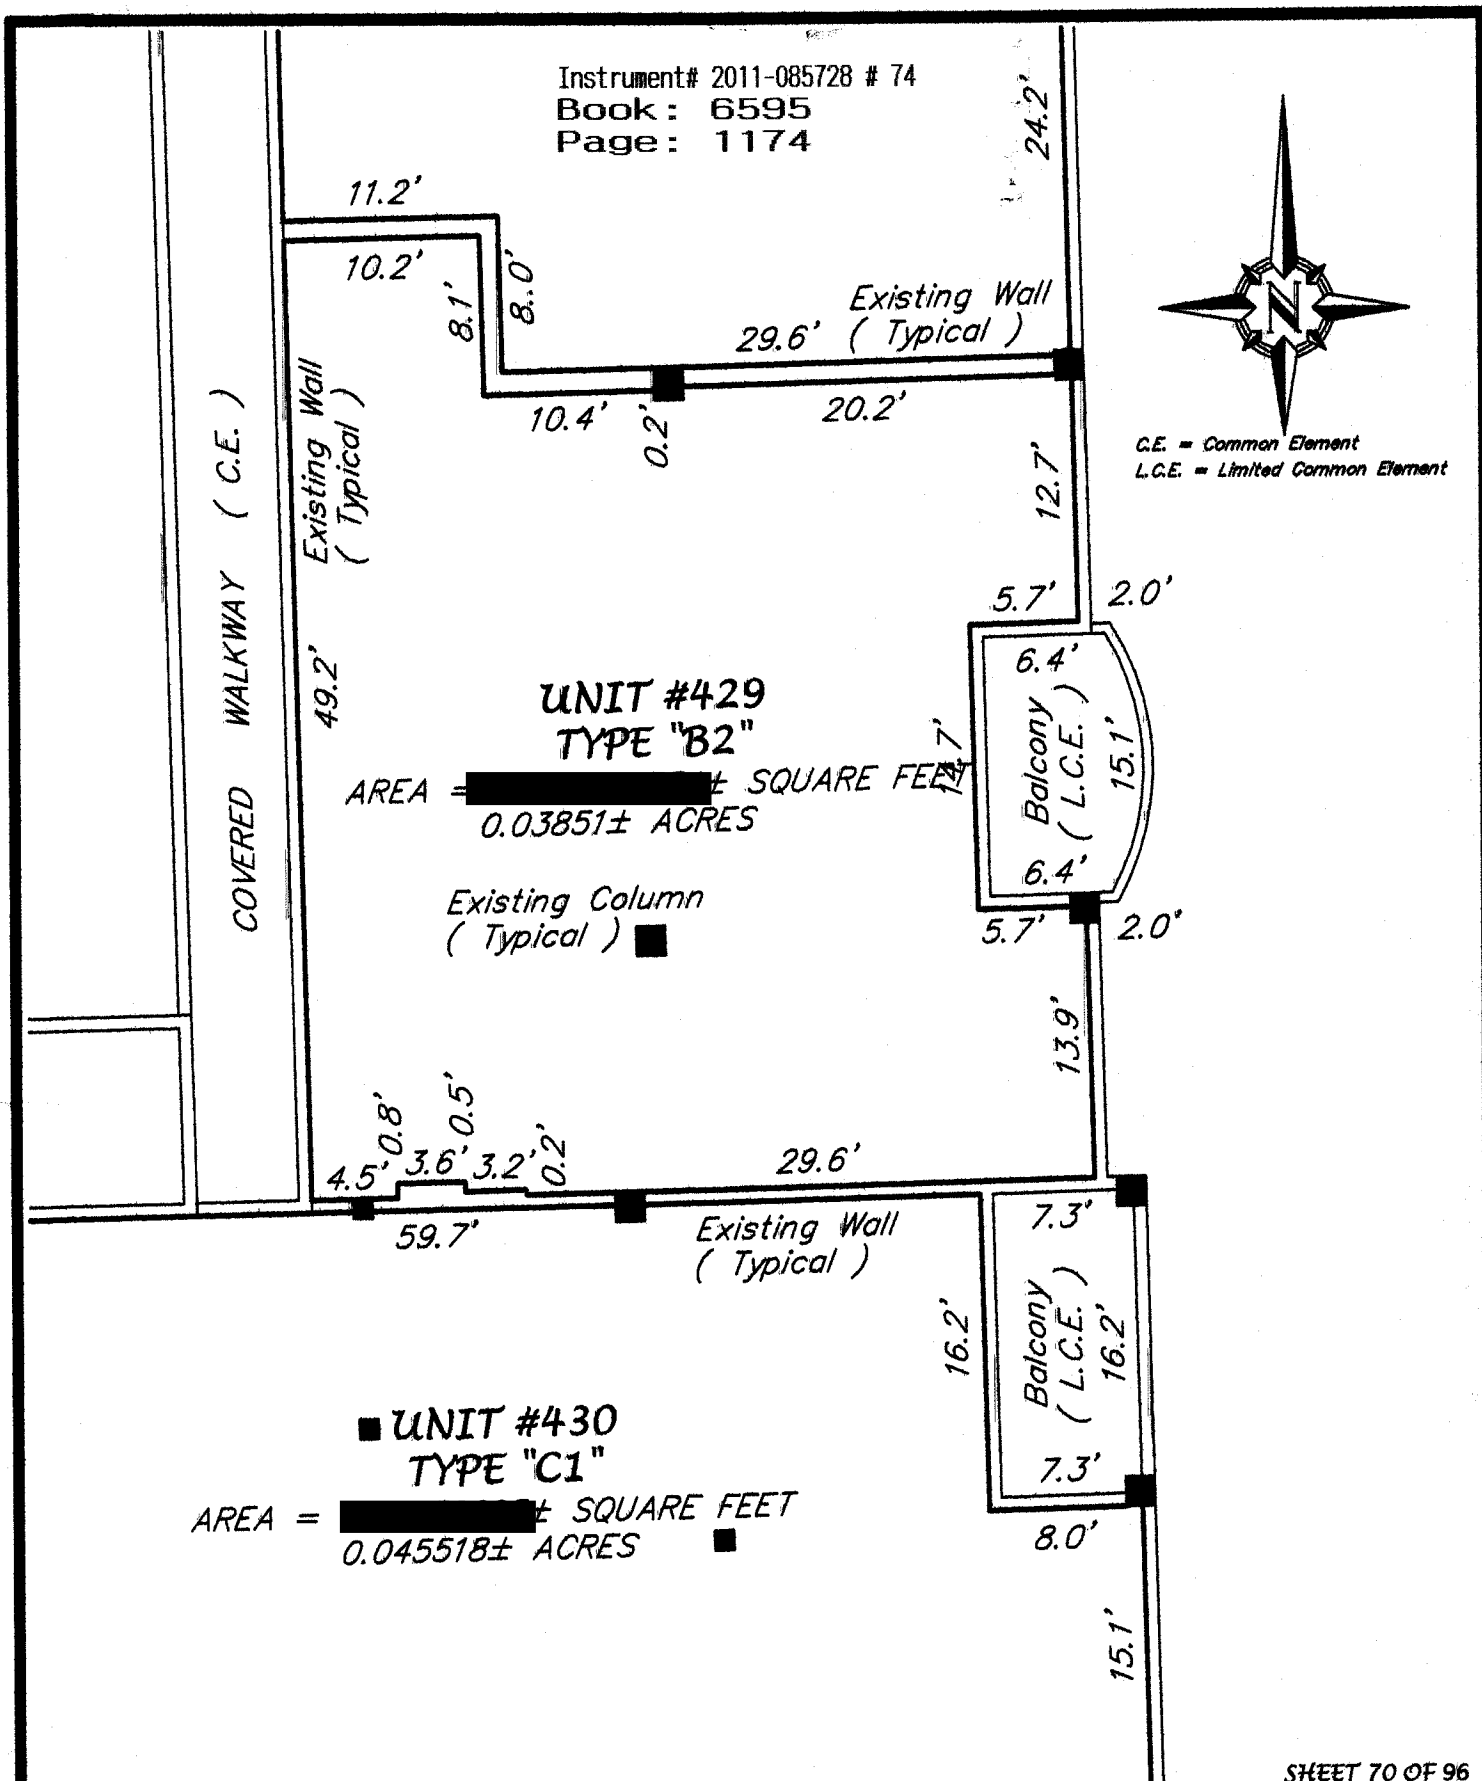 Instrument# 2011-085728 # 74
Book: 6595
Page: 1174
24.2'
11.2'
10.2'
8.1'
8.0'
Existing Wall
( Typical )
29.6'
10.4'
0.2'
20.2'
N
C.E. = Common Element
L.C.E. = Limited Common Element
COVERED WALKWAY ( C.E. )
Existing Wall
( Typical )
49.2'
12.7'
5.7'
2.0'
6.4'
Balcony
( L.C.E. )
15.1'
14.7'
6.4'
5.7'
2.0'
UNIT #429
TYPE "B2"
AREA = ± SQUARE FEET
0.03851± ACRES
Existing Column
( Typical )
13.9'
4.5'
0.8'
3.6'
0.5'
3.2'
0.2'
29.6'
59.7'
Existing Wall
( Typical )
7.3'
16.2'
Balcony
( L.C.E. )
16.2'
7.3'
8.0'
UNIT #430
TYPE "C1"
AREA = ± SQUARE FEET
0.045518± ACRES
15.1'
SHEET 70 OF 96